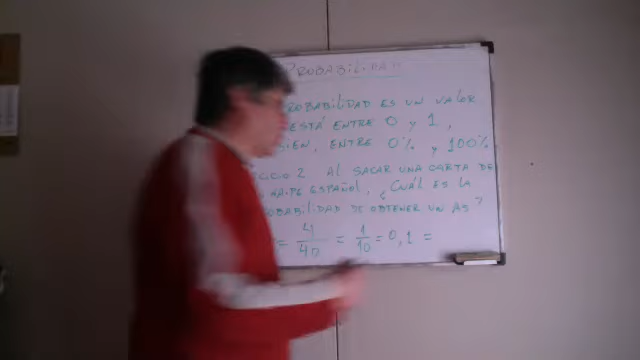 PROBABILIDAD
ROBABILIDAD ES UN VALOR
ESTÁ ENTRE 0 y 1,
BIEN, ENTRE 0% y 100%
CICIO 2 AL SACAR UNA CARTA DE
NAIPE ESPAÑOL, ¿CUÁL ES LA
OBABILIDAD DE OBTENER UN AS?
= 4/40 = 1/10 = 0,1 =